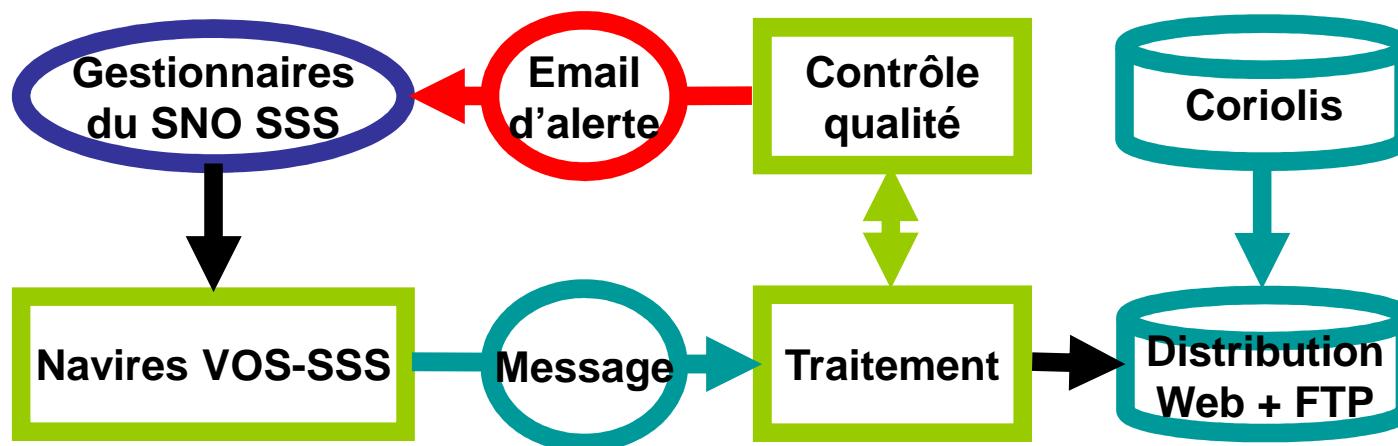 Gestionnaires
du SNO SSS
Email
d'alerte
Contrôle
qualité
Coriolis
Navires VOS-SSS
Message
Traitement
Distribution
Web + FTP